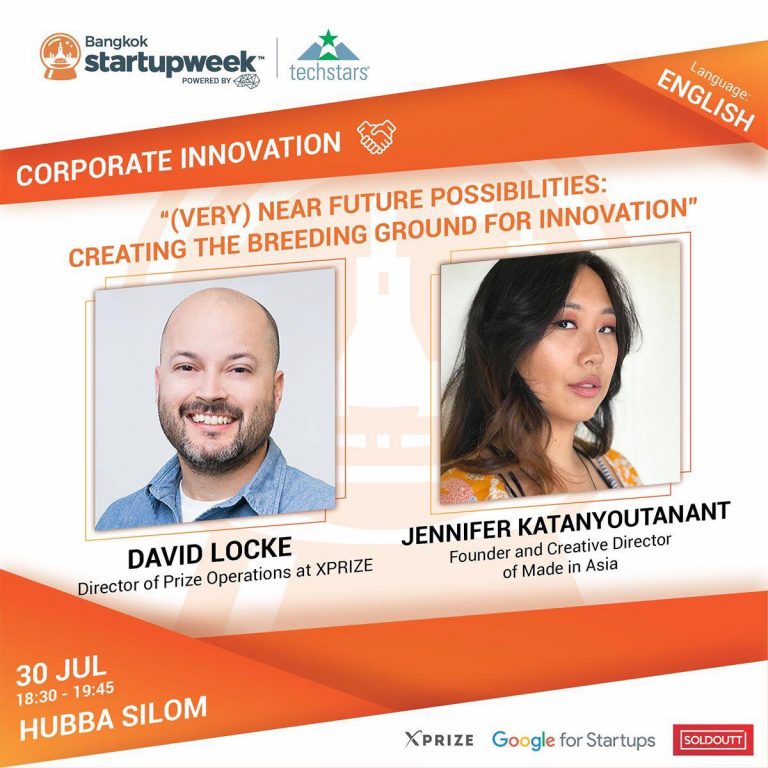 Bangkok
startupweek™
POWERED BY
techstars
Language:
ENGLISH
CORPORATE INNOVATION
“(VERY) NEAR FUTURE POSSIBILITIES:
CREATING THE BREEDING GROUND FOR INNOVATION”
DAVID LOCKE
Director of Prize Operations at XPRIZE
JENNIFER KATANYOUTANANT
Founder and Creative Director
of Made in Asia
30 JUL
18:30 - 19:45
HUBBA SILOM
XPRIZE
Google for Startups
SOLDOUTT